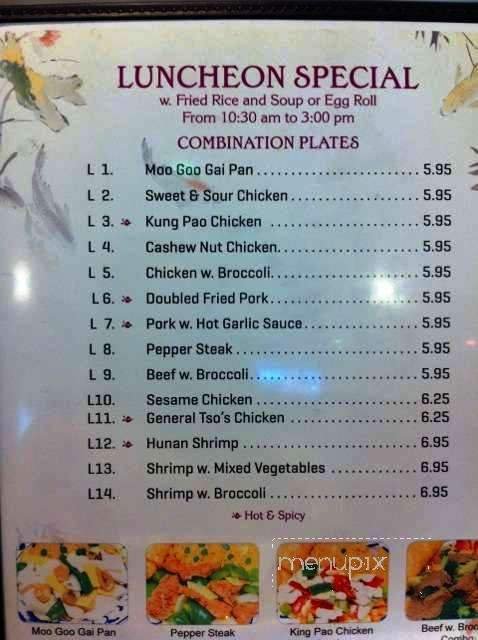 LUNCHEON SPECIAL
w. Fried Rice and Soup or Egg Roll
From 10:30 am to 3:00 pm
COMBINATION PLATES
L 1. Moo Goo Gai Pan 5.95
L 2. Sweet & Sour Chicken 5.95
L 3. Kung Pao Chicken 5.95
L 4. Cashew Nut Chicken 5.95
L 5. Chicken w. Broccoli 5.95
L 6. Doubled Fried Pork 5.95
L 7. Pork w. Hot Garlic Sauce 5.95
L 8. Pepper Steak 5.95
L 9. Beef w. Broccoli 5.95
L10. Sesame Chicken 6.25
L11. General Tso's Chicken 6.25
L12. Hunan Shrimp 6.95
L13. Shrimp w. Mixed Vegetables 6.95
L14. Shrimp w. Broccoli 6.95
Hot & Spicy
menupix
Moo Goo Gai Pan Pepper Steak King Pao Chicken Beef w. Broc
Combo